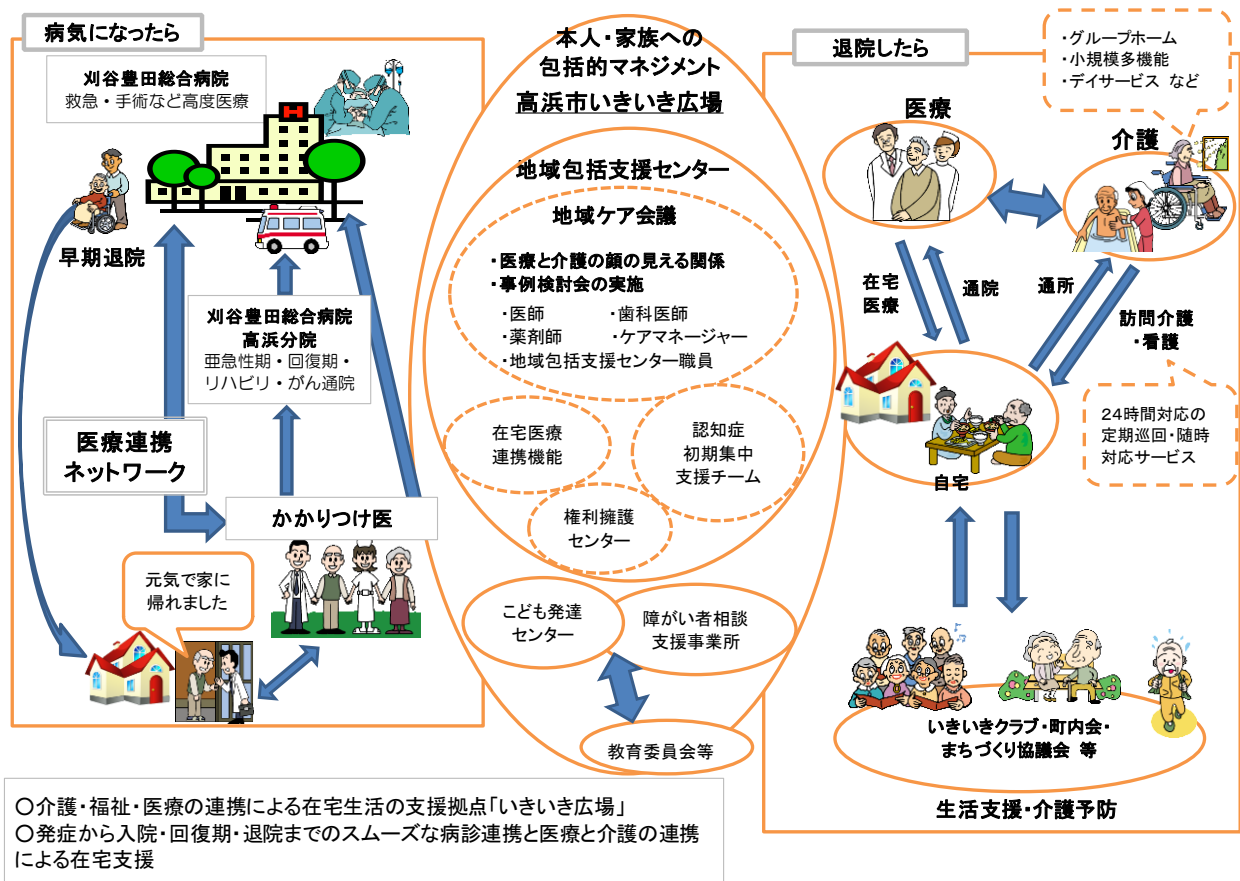 病気になったら
刈谷豊田総合病院
救急・手術など高度医療
H
早期退院
刈谷豊田総合病院
高浜分院
亜急性期・回復期・
リハビリ・がん通院
医療連携
ネットワーク
かかりつけ医
元気で家に
帰れました
本人・家族への
包括的マネジメント
高浜市いきいき広場
地域包括支援センター
地域ケア会議
・医療と介護の顔の見える関係
・事例検討会の実施
・医師 ・歯科医師
・薬剤師 ・ケアマネージャー
・地域包括支援センター職員
在宅医療
連携機能
認知症
初期集中
支援チーム
権利擁護
センター
こども発達
センター
障がい者相談
支援事業所
教育委員会等
退院したら
・グループホーム
・小規模多機能
・デイサービス など
医療
介護
在宅
医療
通院
通所
訪問介護
・看護
24時間対応の
定期巡回・随時
対応サービス
自宅
いきいきクラブ・町内会・
まちづくり協議会 等
生活支援・介護予防
○介護・福祉・医療の連携による在宅生活の支援拠点「いきいき広場」
○発症から入院・回復期・退院までのスムーズな病診連携と医療と介護の連携
による在宅支援